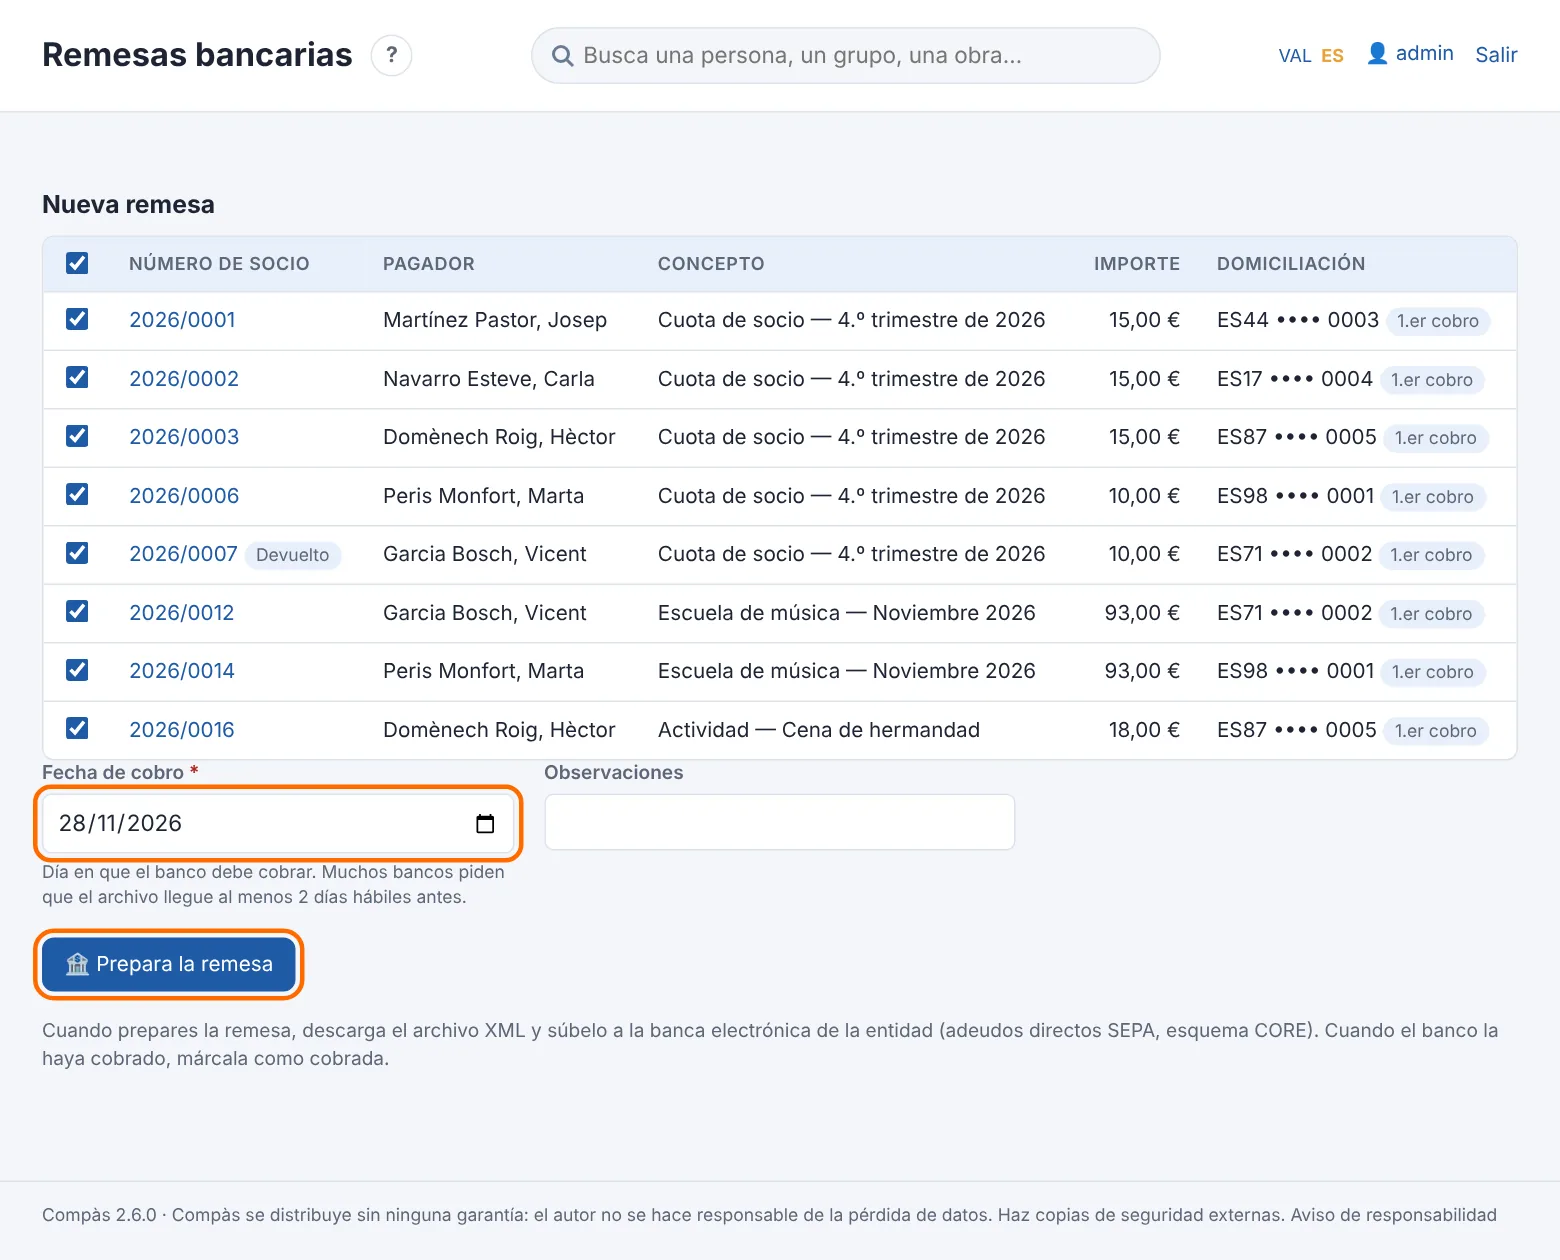 Remesas bancarias ? Busca una persona, un grupo, una obra... VAL ES admin Salir
Nueva remesa
NÚMERO DE SOCIO PAGADOR CONCEPTO IMPORTE DOMICILIACIÓN
2026/0001 Martínez Pastor, Josep Cuota de socio — 4.º trimestre de 2026 15,00 € ES44 •••• 0003 1.er cobro
2026/0002 Navarro Esteve, Carla Cuota de socio — 4.º trimestre de 2026 15,00 € ES17 •••• 0004 1.er cobro
2026/0003 Domènech Roig, Hèctor Cuota de socio — 4.º trimestre de 2026 15,00 € ES87 •••• 0005 1.er cobro
2026/0006 Peris Monfort, Marta Cuota de socio — 4.º trimestre de 2026 10,00 € ES98 •••• 0001 1.er cobro
2026/0007 Devuelto Garcia Bosch, Vicent Cuota de socio — 4.º trimestre de 2026 10,00 € ES71 •••• 0002 1.er cobro
2026/0012 Garcia Bosch, Vicent Escuela de música — Noviembre 2026 93,00 € ES71 •••• 0002 1.er cobro
2026/0014 Peris Monfort, Marta Escuela de música — Noviembre 2026 93,00 € ES98 •••• 0001 1.er cobro
2026/0016 Domènech Roig, Hèctor Actividad — Cena de hermandad 18,00 € ES87 •••• 0005 1.er cobro
Fecha de cobro * Observaciones
28/11/2026
Día en que el banco debe cobrar. Muchos bancos piden
que el archivo llegue al menos 2 días hábiles antes.
Prepara la remesa
Cuando prepares la remesa, descarga el archivo XML y súbelo a la banca electrónica de la entidad (adeudos directos SEPA, esquema CORE). Cuando el banco la
haya cobrado, márcala como cobrada.
Compàs 2.6.0 · Compàs se distribuye sin ninguna garantía: el autor no se hace responsable de la pérdida de datos. Haz copias de seguridad externas. Aviso de responsabilidad